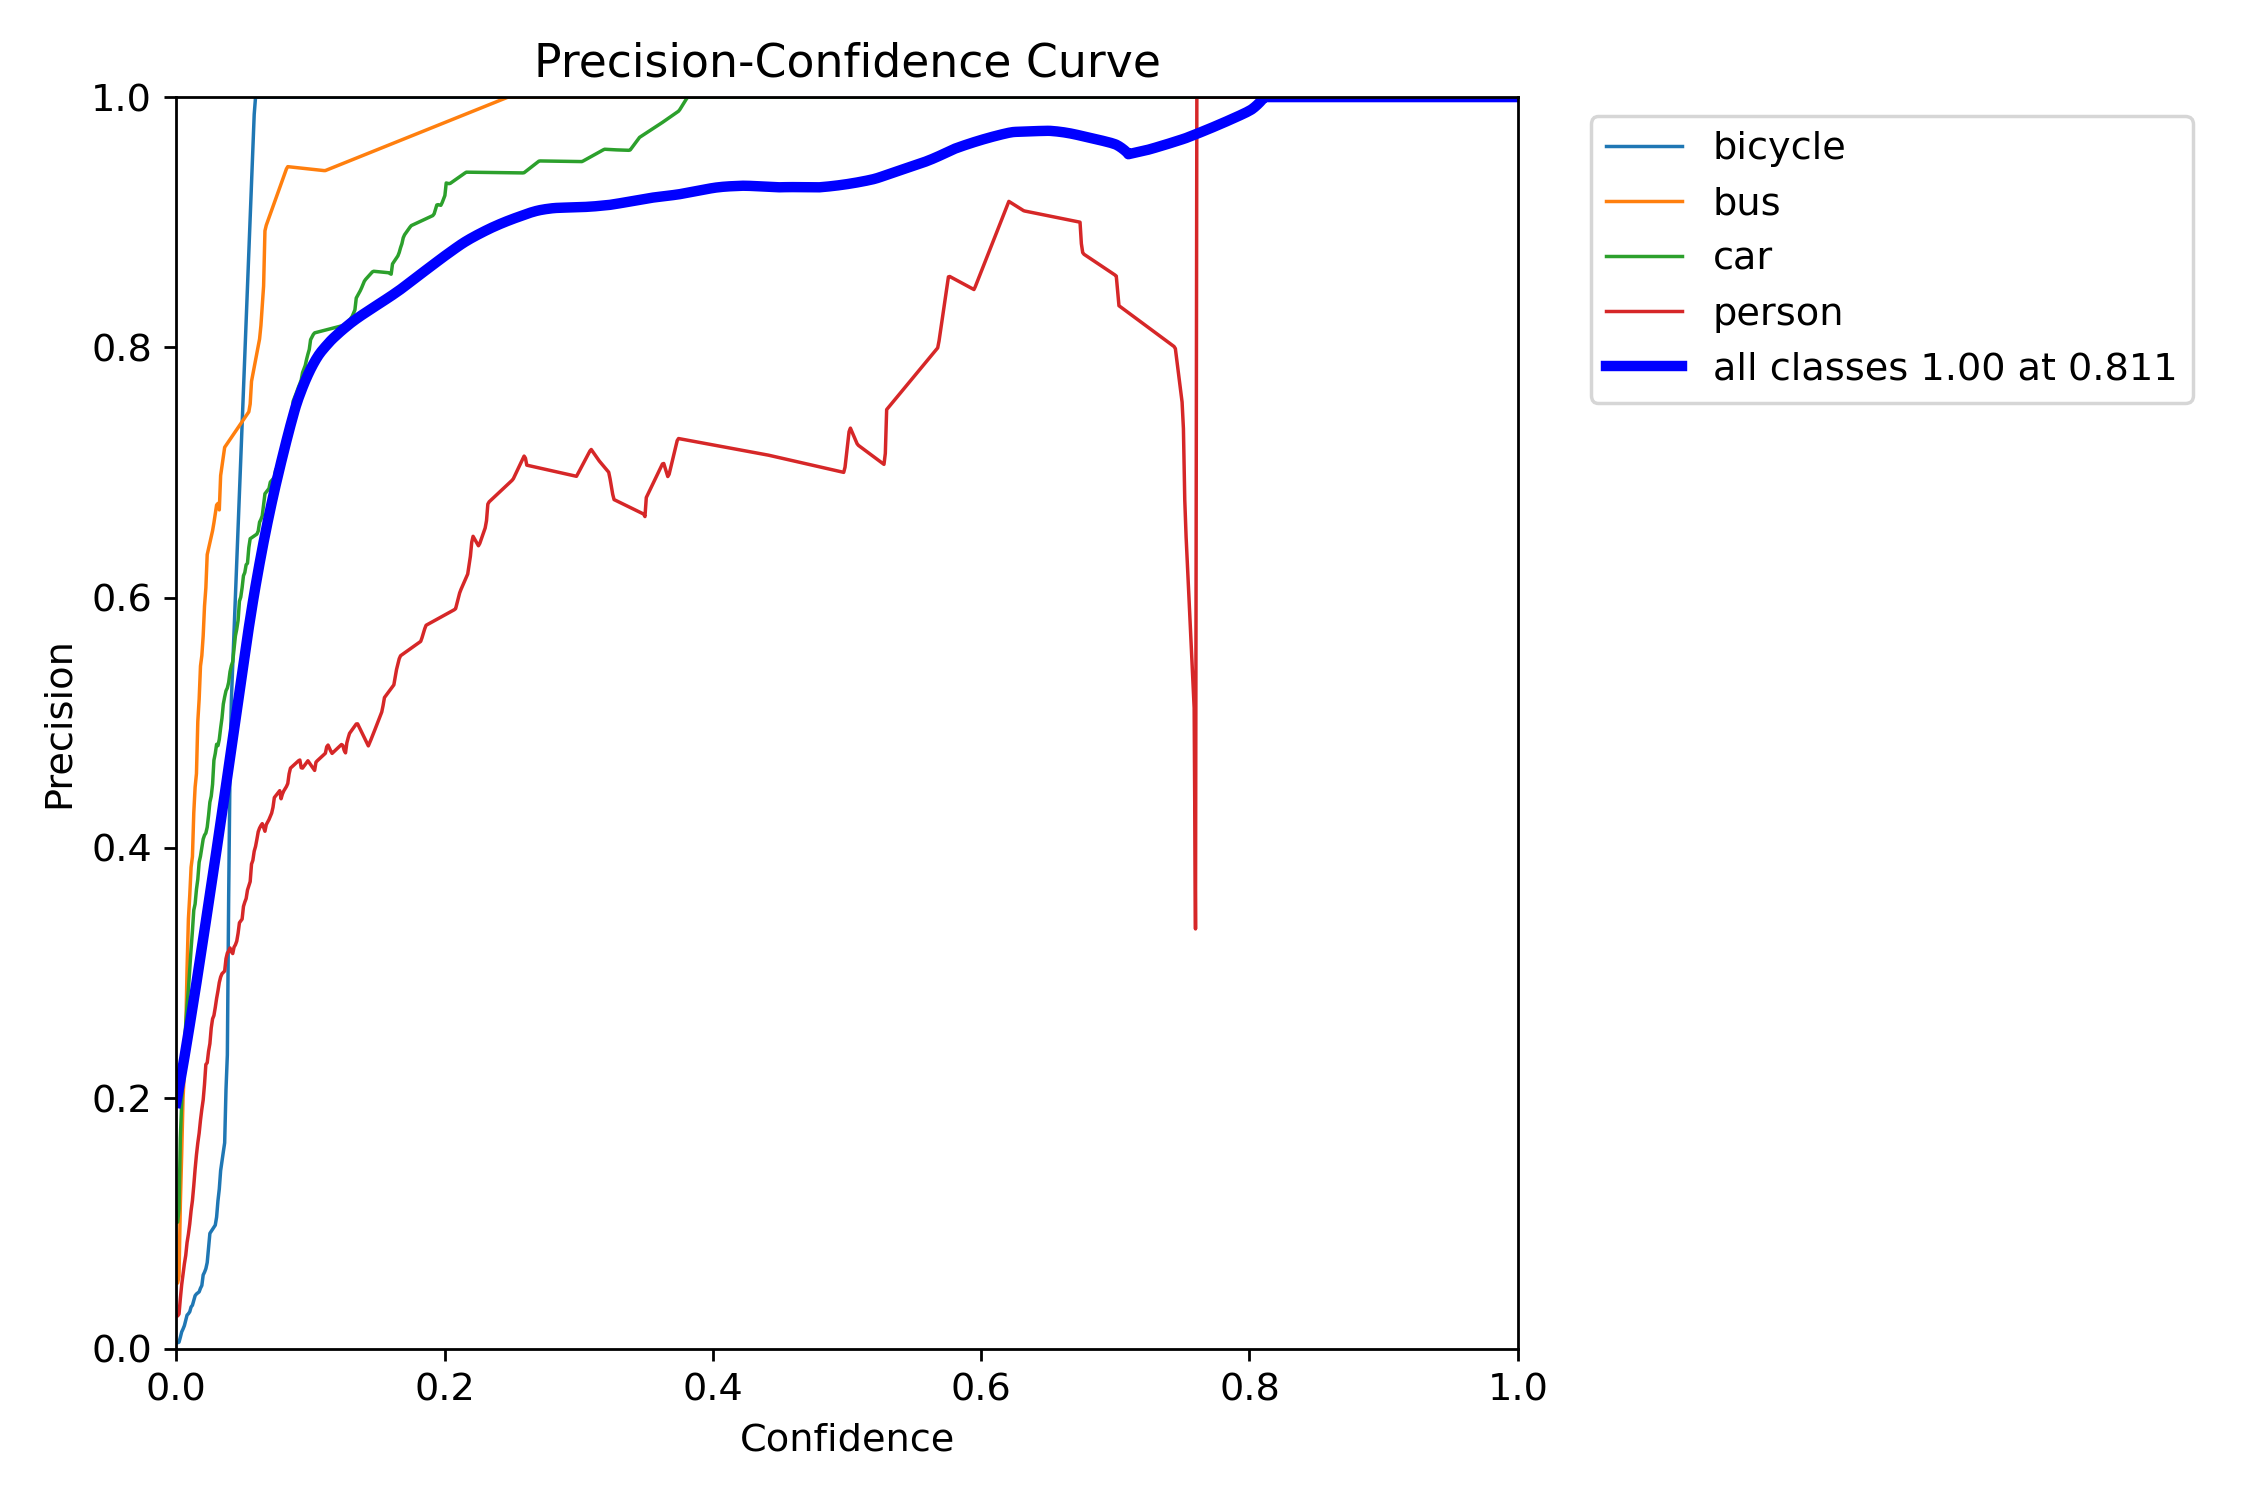 Precision-Confidence Curve
1.0
0.8
0.6
0.4
0.2
0.0
Precision
0.0 0.2 0.4 0.6 0.8 1.0
Confidence
bicycle
bus
car
person
all classes 1.00 at 0.811